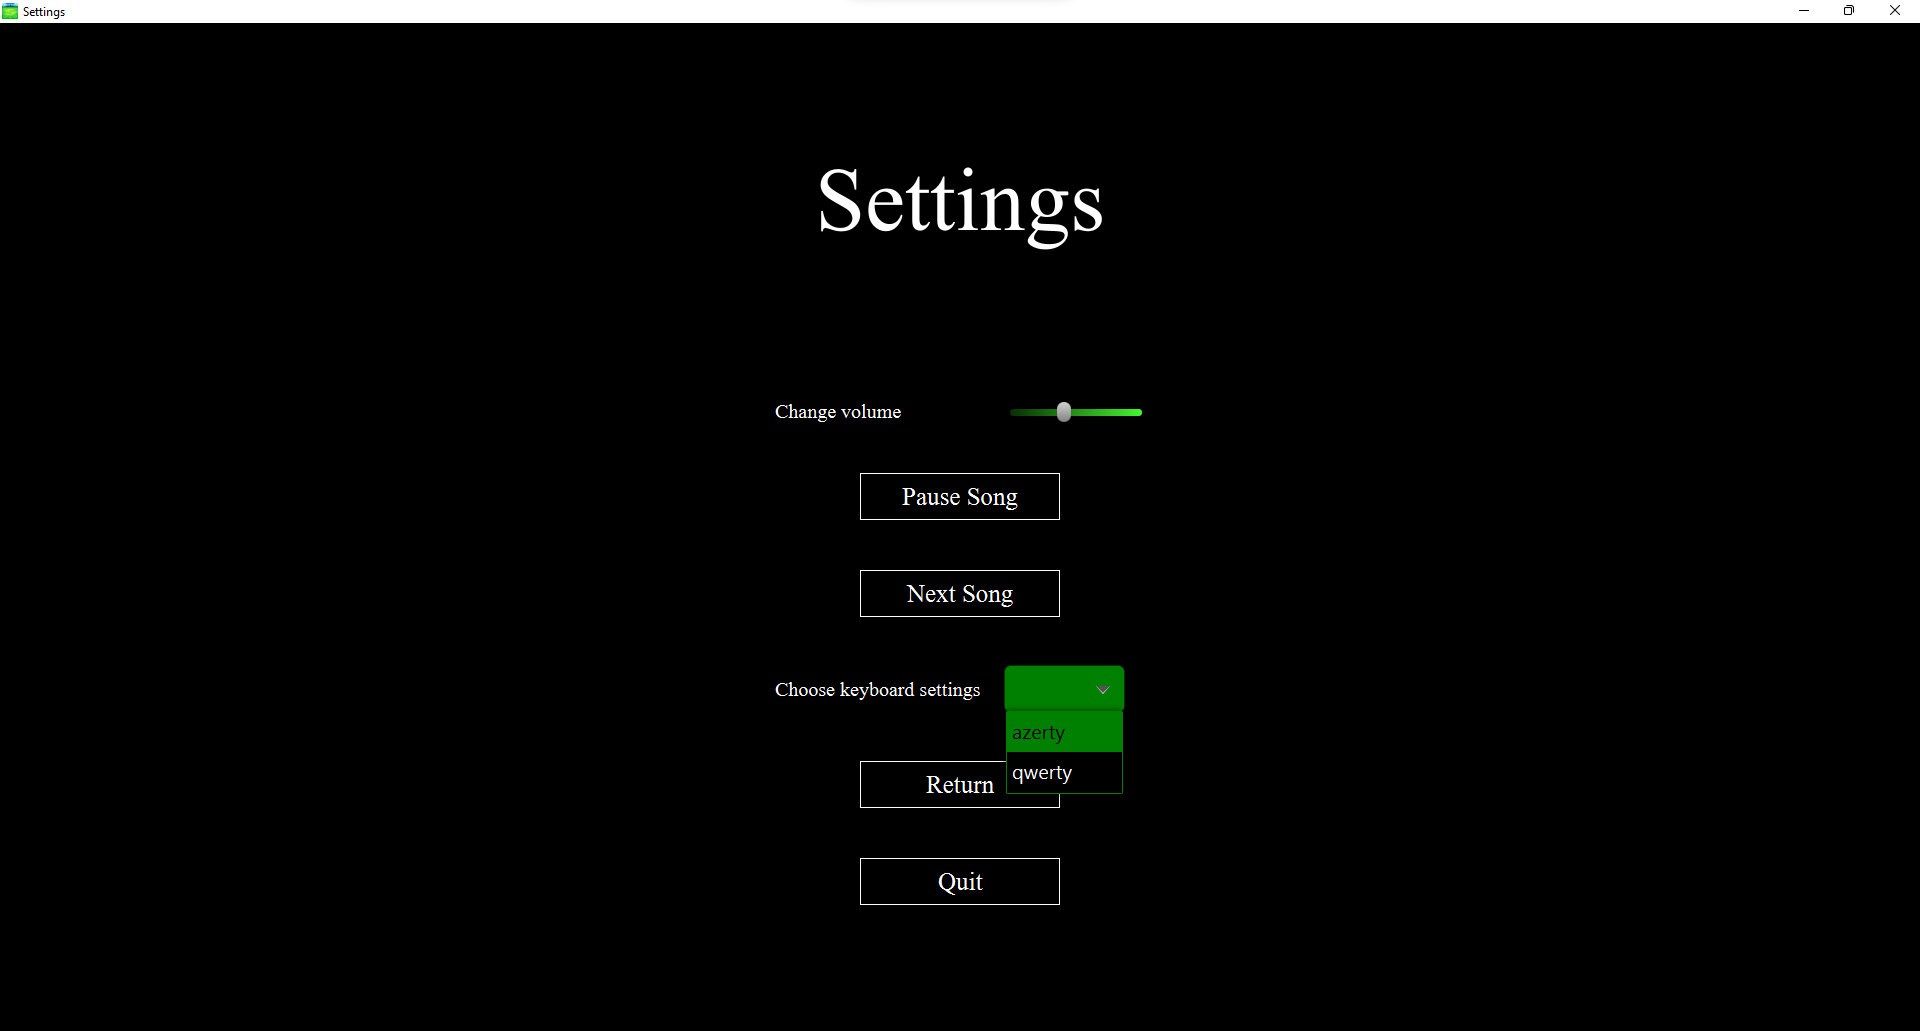 Settings
Settings
Change volume
Pause Song
Next Song
Choose keyboard settings
azerty
qwerty
Return
Quit